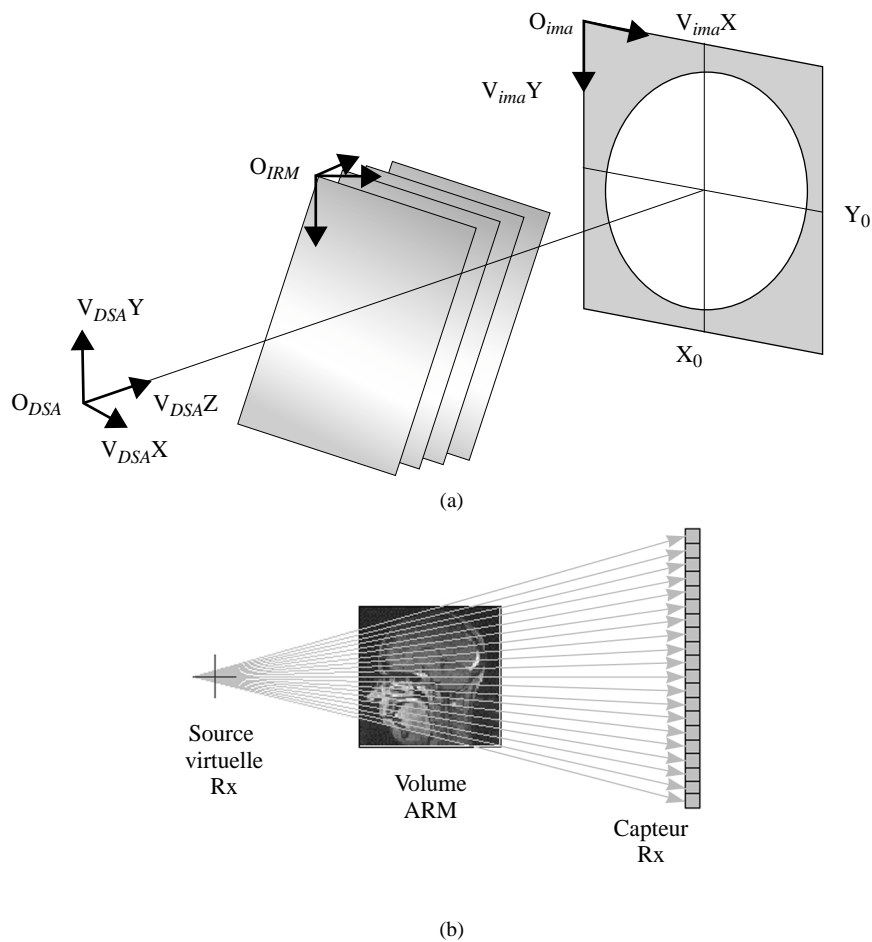 O_ima
V_imaX
V_imaY
O_IRM
Y_0
V_DSAY
X_0
O_DSA
V_DSAZ
V_DSAX
(a)
Source
virtuelle
Rx
Volume
ARM
Capteur
Rx
(b)